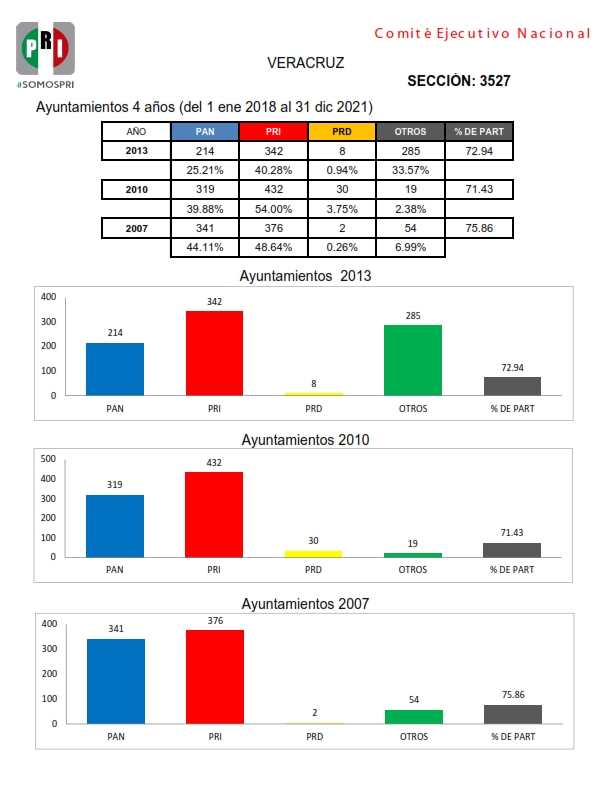 Comité Ejecutivo Nacional
PRI
#SOMOSPRI
VERACRUZ
SECCIÓN: 3527
Ayuntamientos 4 años (del 1 ene 2018 al 31 dic 2021)
AÑO PAN PRI PRD OTROS % DE PART
2013 214 342 8 285 72.94
25.21% 40.28% 0.94% 33.57%
2010 319 432 30 19 71.43
39.88% 54.00% 3.75% 2.38%
2007 341 376 2 54 75.86
44.11% 48.64% 0.26% 6.99%
Ayuntamientos 2013
400
300
200
100
0
214 342 8 285 72.94
PAN PRI PRD OTROS % DE PART
Ayuntamientos 2010
500
400
300
200
100
0
319 432 30 19 71.43
PAN PRI PRD OTROS % DE PART
Ayuntamientos 2007
400
300
200
100
0
341 376 2 54 75.86
PAN PRI PRD OTROS % DE PART